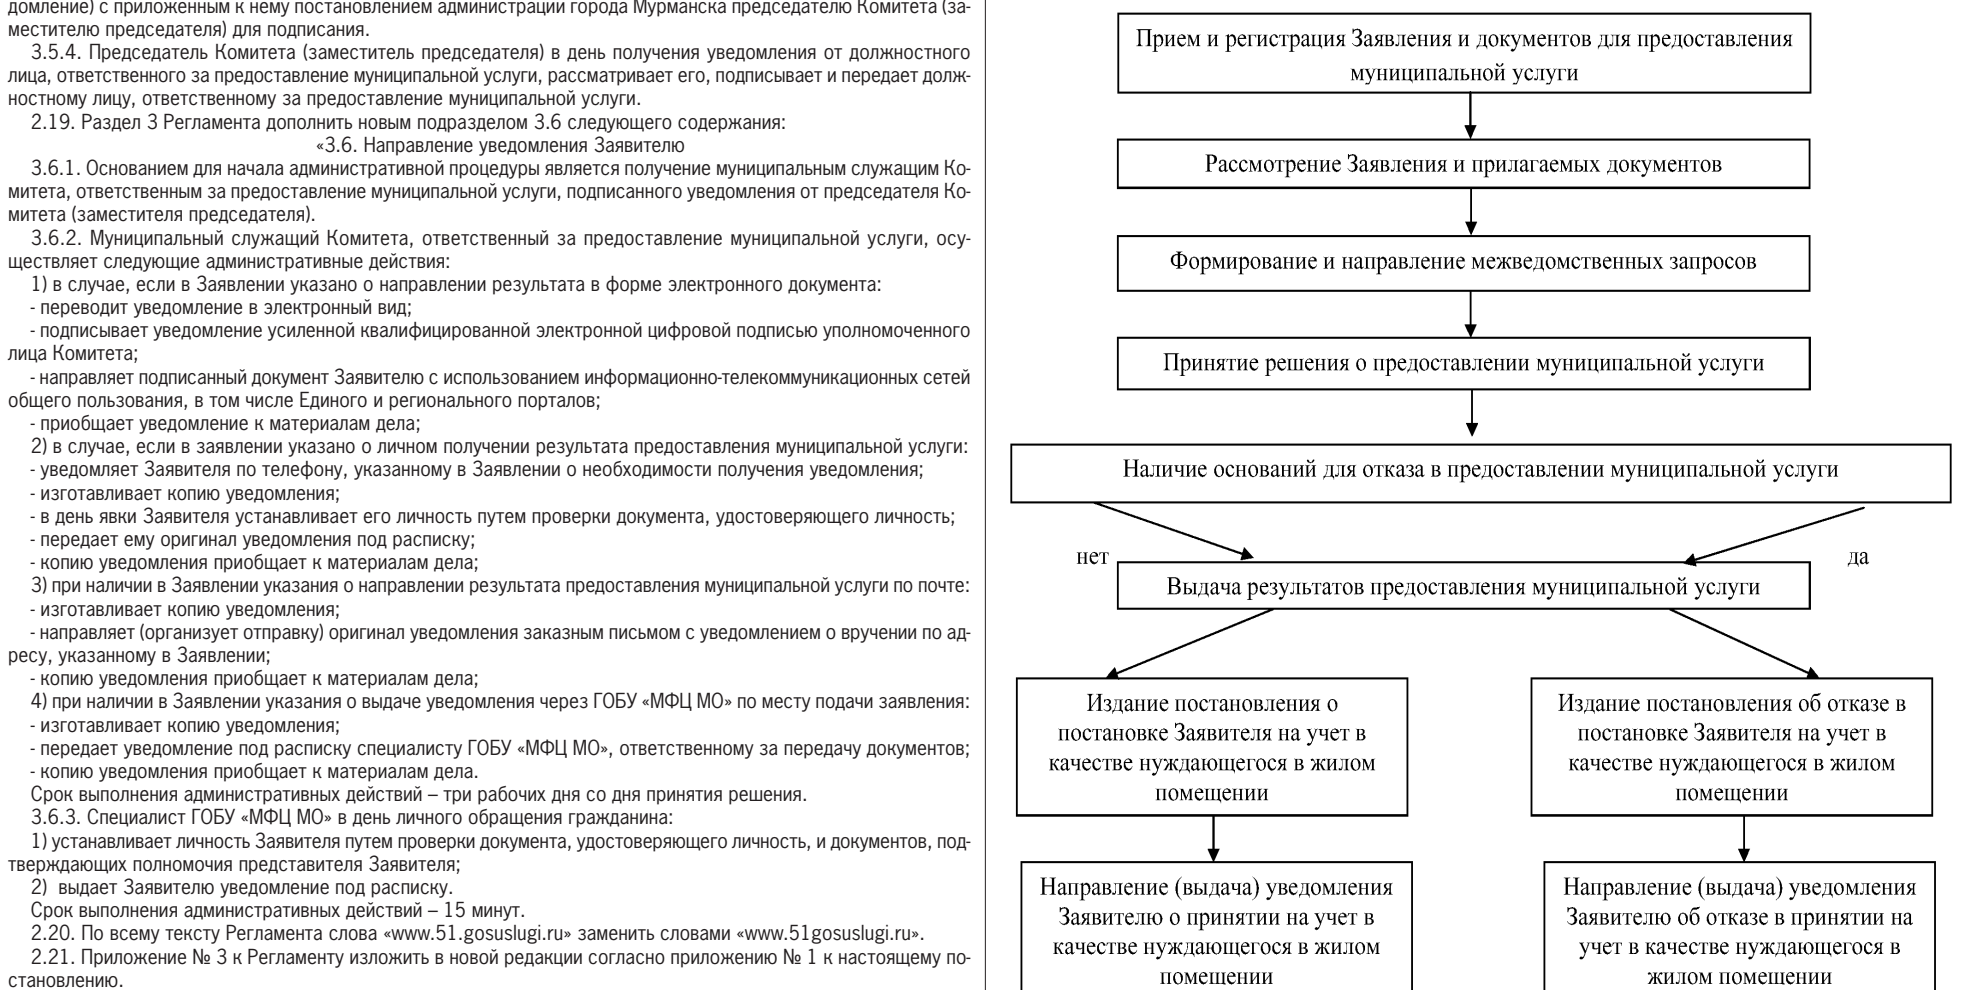 домление) с приложенным к нему постановлением администрации города Мурманска председателю Комитета (за-
местителю председателя) для подписания.
3.5.4. Председатель Комитета (заместитель председателя) в день получения уведомления от должностного
лица, ответственного за предоставление муниципальной услуги, рассматривает его, подписывает и передает долж-
ностному лицу, ответственному за предоставление муниципальной услуги.
2.19. Раздел 3 Регламента дополнить новым подразделом 3.6 следующего содержания:
«3.6. Направление уведомления Заявителю
3.6.1. Основанием для начала административной процедуры является получение муниципальным служащим Ко-
митета, ответственным за предоставление муниципальной услуги, подписанного уведомления от председателя Ко-
митета (заместителя председателя).
3.6.2. Муниципальный служащий Комитета, ответственный за предоставление муниципальной услуги, осу-
ществляет следующие административные действия:
1) в случае, если в Заявлении указано о направлении результата в форме электронного документа:
- переводит уведомление в электронный вид;
- подписывает уведомление усиленной квалифицированной электронной цифровой подписью уполномоченного
лица Комитета;
- направляет подписанный документ Заявителю с использованием информационно-телекоммуникационных сетей
общего пользования, в том числе Единого и регионального порталов;
- приобщает уведомление к материалам дела;
2) в случае, если в заявлении указано о личном получении результата предоставления муниципальной услуги:
- уведомляет Заявителя по телефону, указанному в Заявлении о необходимости получения уведомления;
- изготавливает копию уведомления;
- в день явки Заявителя устанавливает его личность путем проверки документа, удостоверяющего личность;
- передает ему оригинал уведомления под расписку;
- копию уведомления приобщает к материалам дела;
3) при наличии в Заявлении указания о направлении результата предоставления муниципальной услуги по почте:
- изготавливает копию уведомления;
- направляет (организует отправку) оригинал уведомления заказным письмом с уведомлением о вручении по ад-
ресу, указанному в Заявлении;
- копию уведомления приобщает к материалам дела;
4) при наличии в Заявлении указания о выдаче уведомления через ГОБУ «МФЦ МО» по месту подачи заявления:
- изготавливает копию уведомления;
- передает уведомление под расписку специалисту ГОБУ «МФЦ МО», ответственному за передачу документов;
- копию уведомления приобщает к материалам дела.
Срок выполнения административных действий – три рабочих дня со дня принятия решения.
3.6.3. Специалист ГОБУ «МФЦ МО» в день личного обращения гражданина:
1) устанавливает личность Заявителя путем проверки документа, удостоверяющего личность, и документов, под-
тверждающих полномочия представителя Заявителя;
2) выдает Заявителю уведомление под расписку.
Срок выполнения административных действий – 15 минут.
2.20. По всему тексту Регламента слова «www.51.gosuslugi.ru» заменить словами «www.51gosuslugi.ru».
2.21. Приложение № 3 к Регламенту изложить в новой редакции согласно приложению № 1 к настоящему по-
становлению.
Прием и регистрация Заявления и документов для предоставления
муниципальной услуги
Рассмотрение Заявления и прилагаемых документов
Формирование и направление межведомственных запросов
Принятие решения о предоставлении муниципальной услуги
Наличие оснований для отказа в предоставлении муниципальной услуги
нет
да
Выдача результатов предоставления муниципальной услуги
Издание постановления о
постановке Заявителя на учет в
качестве нуждающегося в жилом
помещении
Издание постановления об отказе в
постановке Заявителя на учет в
качестве нуждающегося в жилом
помещении
Направление (выдача) уведомления
Заявителю о принятии на учет в
качестве нуждающегося в жилом
помещении
Направление (выдача) уведомления
Заявителю об отказе в принятии на
учет в качестве нуждающегося в
жилом помещении